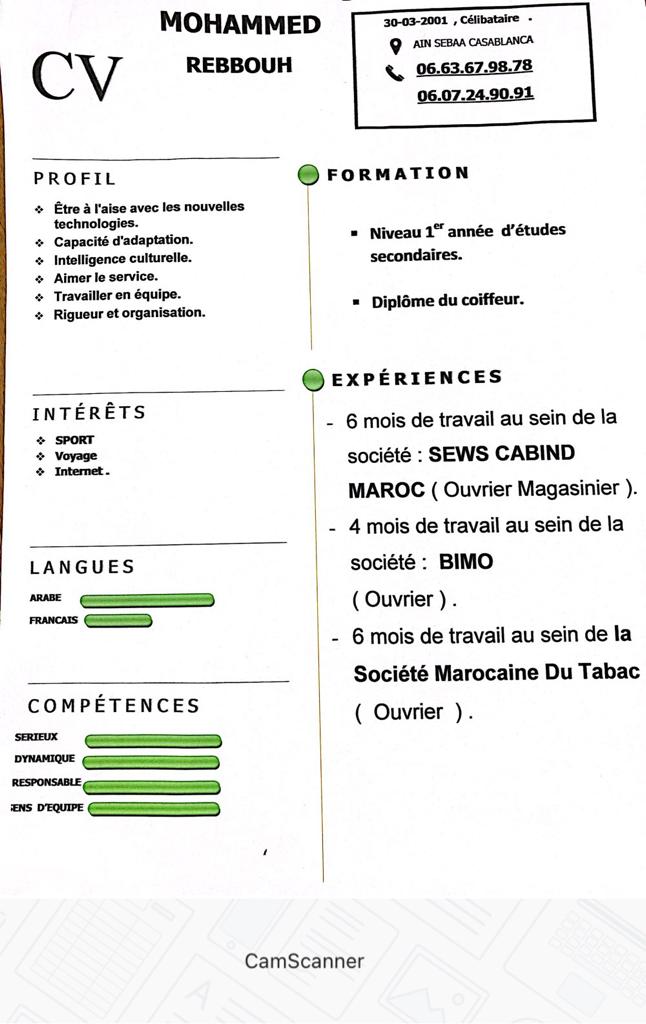 MOHAMMED
REBBOUH
CV
30-03-2001 , Célibataire .
AIN SEBAA CASABLANCA
06.63.67.98.78
06.07.24.90.91
PROFIL
Être à l'aise avec les nouvelles
technologies.
Capacité d'adaptation.
Intelligence culturelle.
Aimer le service.
Travailler en équipe.
Rigueur et organisation.
INTÉRÊTS
SPORT
Voyage
Internet.
LANGUES
ARABE
FRANCAIS
COMPÉTENCES
SERIEUX
DYNAMIQUE
RESPONSABLE
ENS D'EQUIPE
FORMATION
Niveau 1er année d'études
secondaires.
Diplôme du coiffeur.
EXPÉRIENCES
- 6 mois de travail au sein de la
société : SEWS CABIND
MAROC ( Ouvrier Magasinier ).
- 4 mois de travail au sein de la
société : BIMO
( Ouvrier ) .
- 6 mois de travail au sein de la
Société Marocaine Du Tabac
( Ouvrier ) .
CamScanner